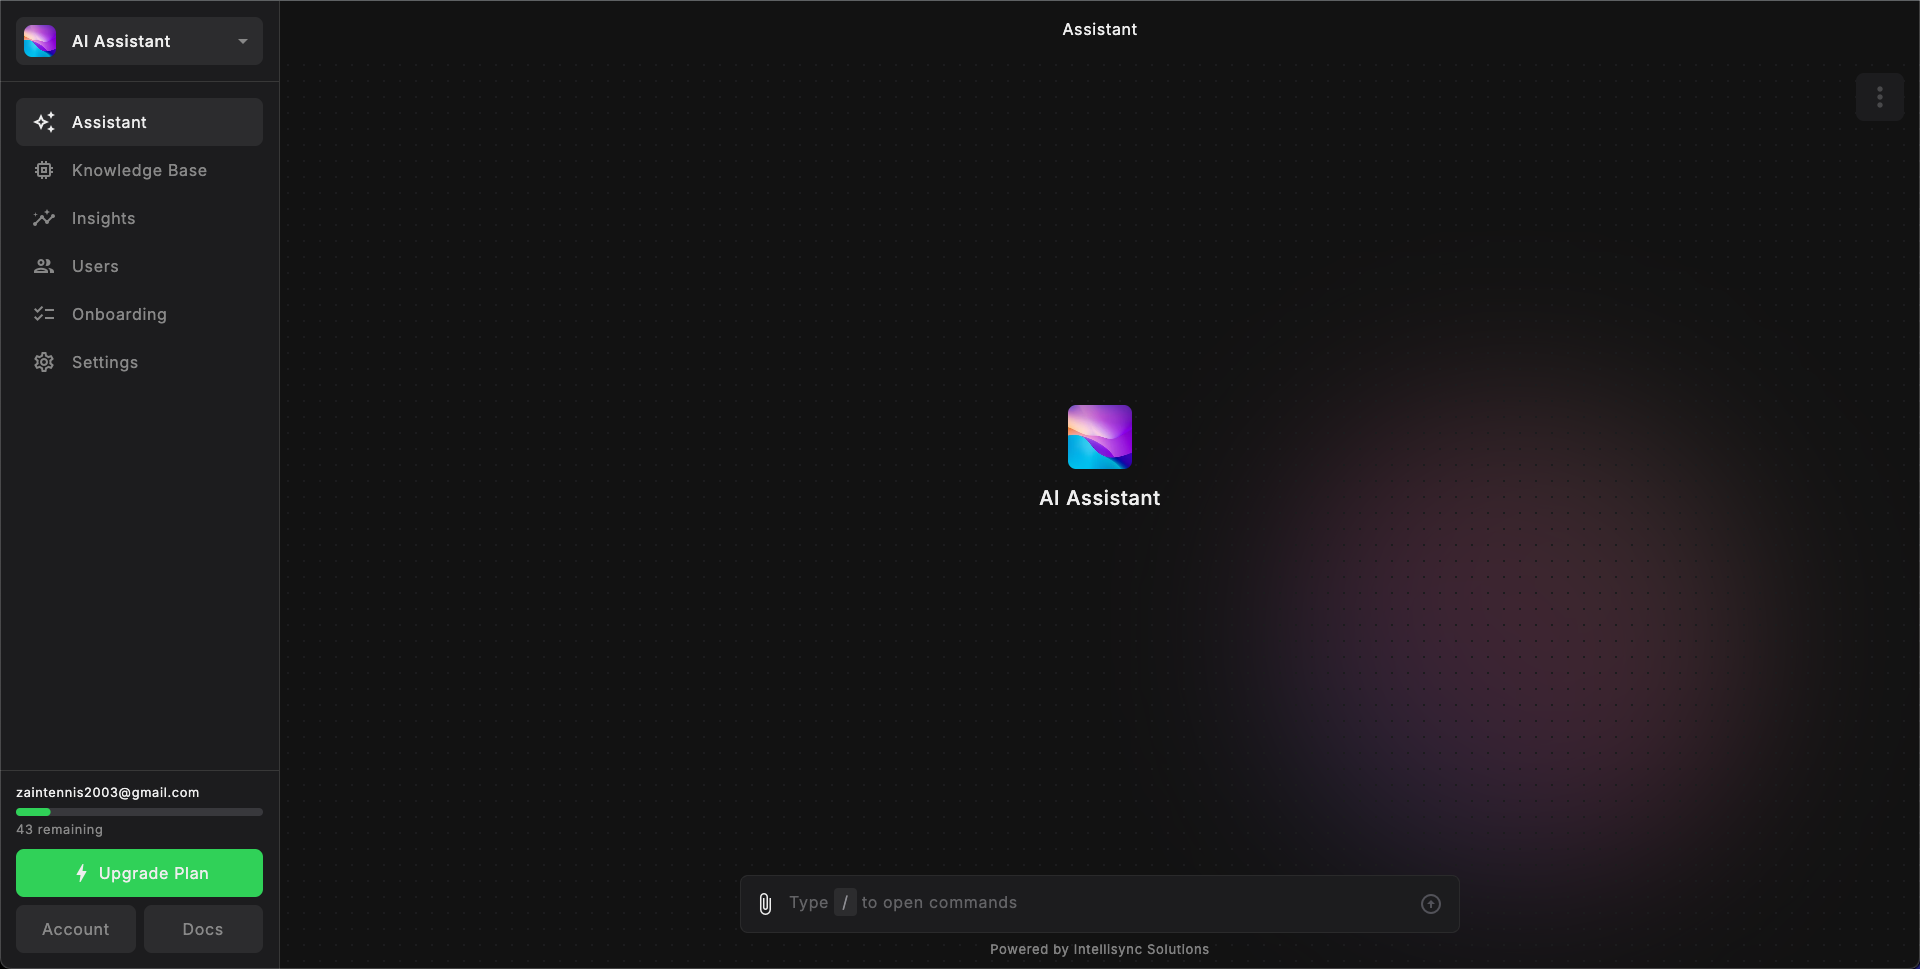 AI Assistant
Assistant
Knowledge Base
Insights
Users
Onboarding
Settings
zaintennis2003@gmail.com
43 remaining
Upgrade Plan
Account
Docs
Assistant
AI Assistant
Type / to open commands
Powered by Intellisync Solutions